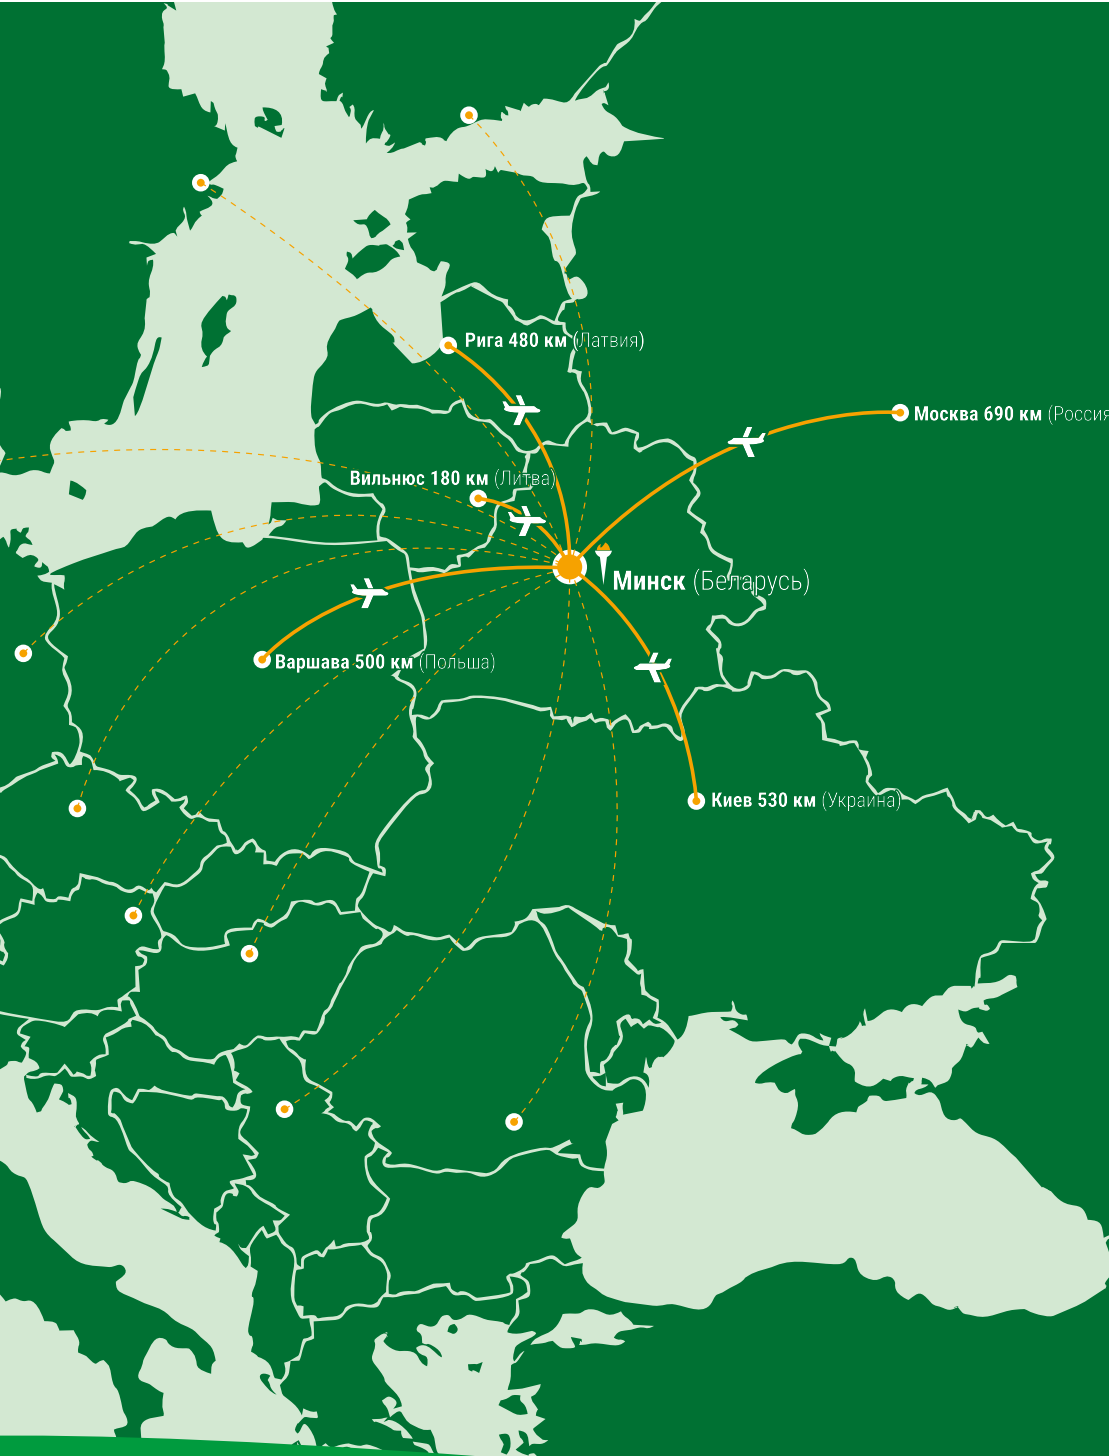 Рига 480 км (Латвия)
Москва 690 км (Россия
Вильнюс 180 км (Литва)
Минск (Беларусь)
Варшава 500 км (Польша)
Киев 530 км (Украина)